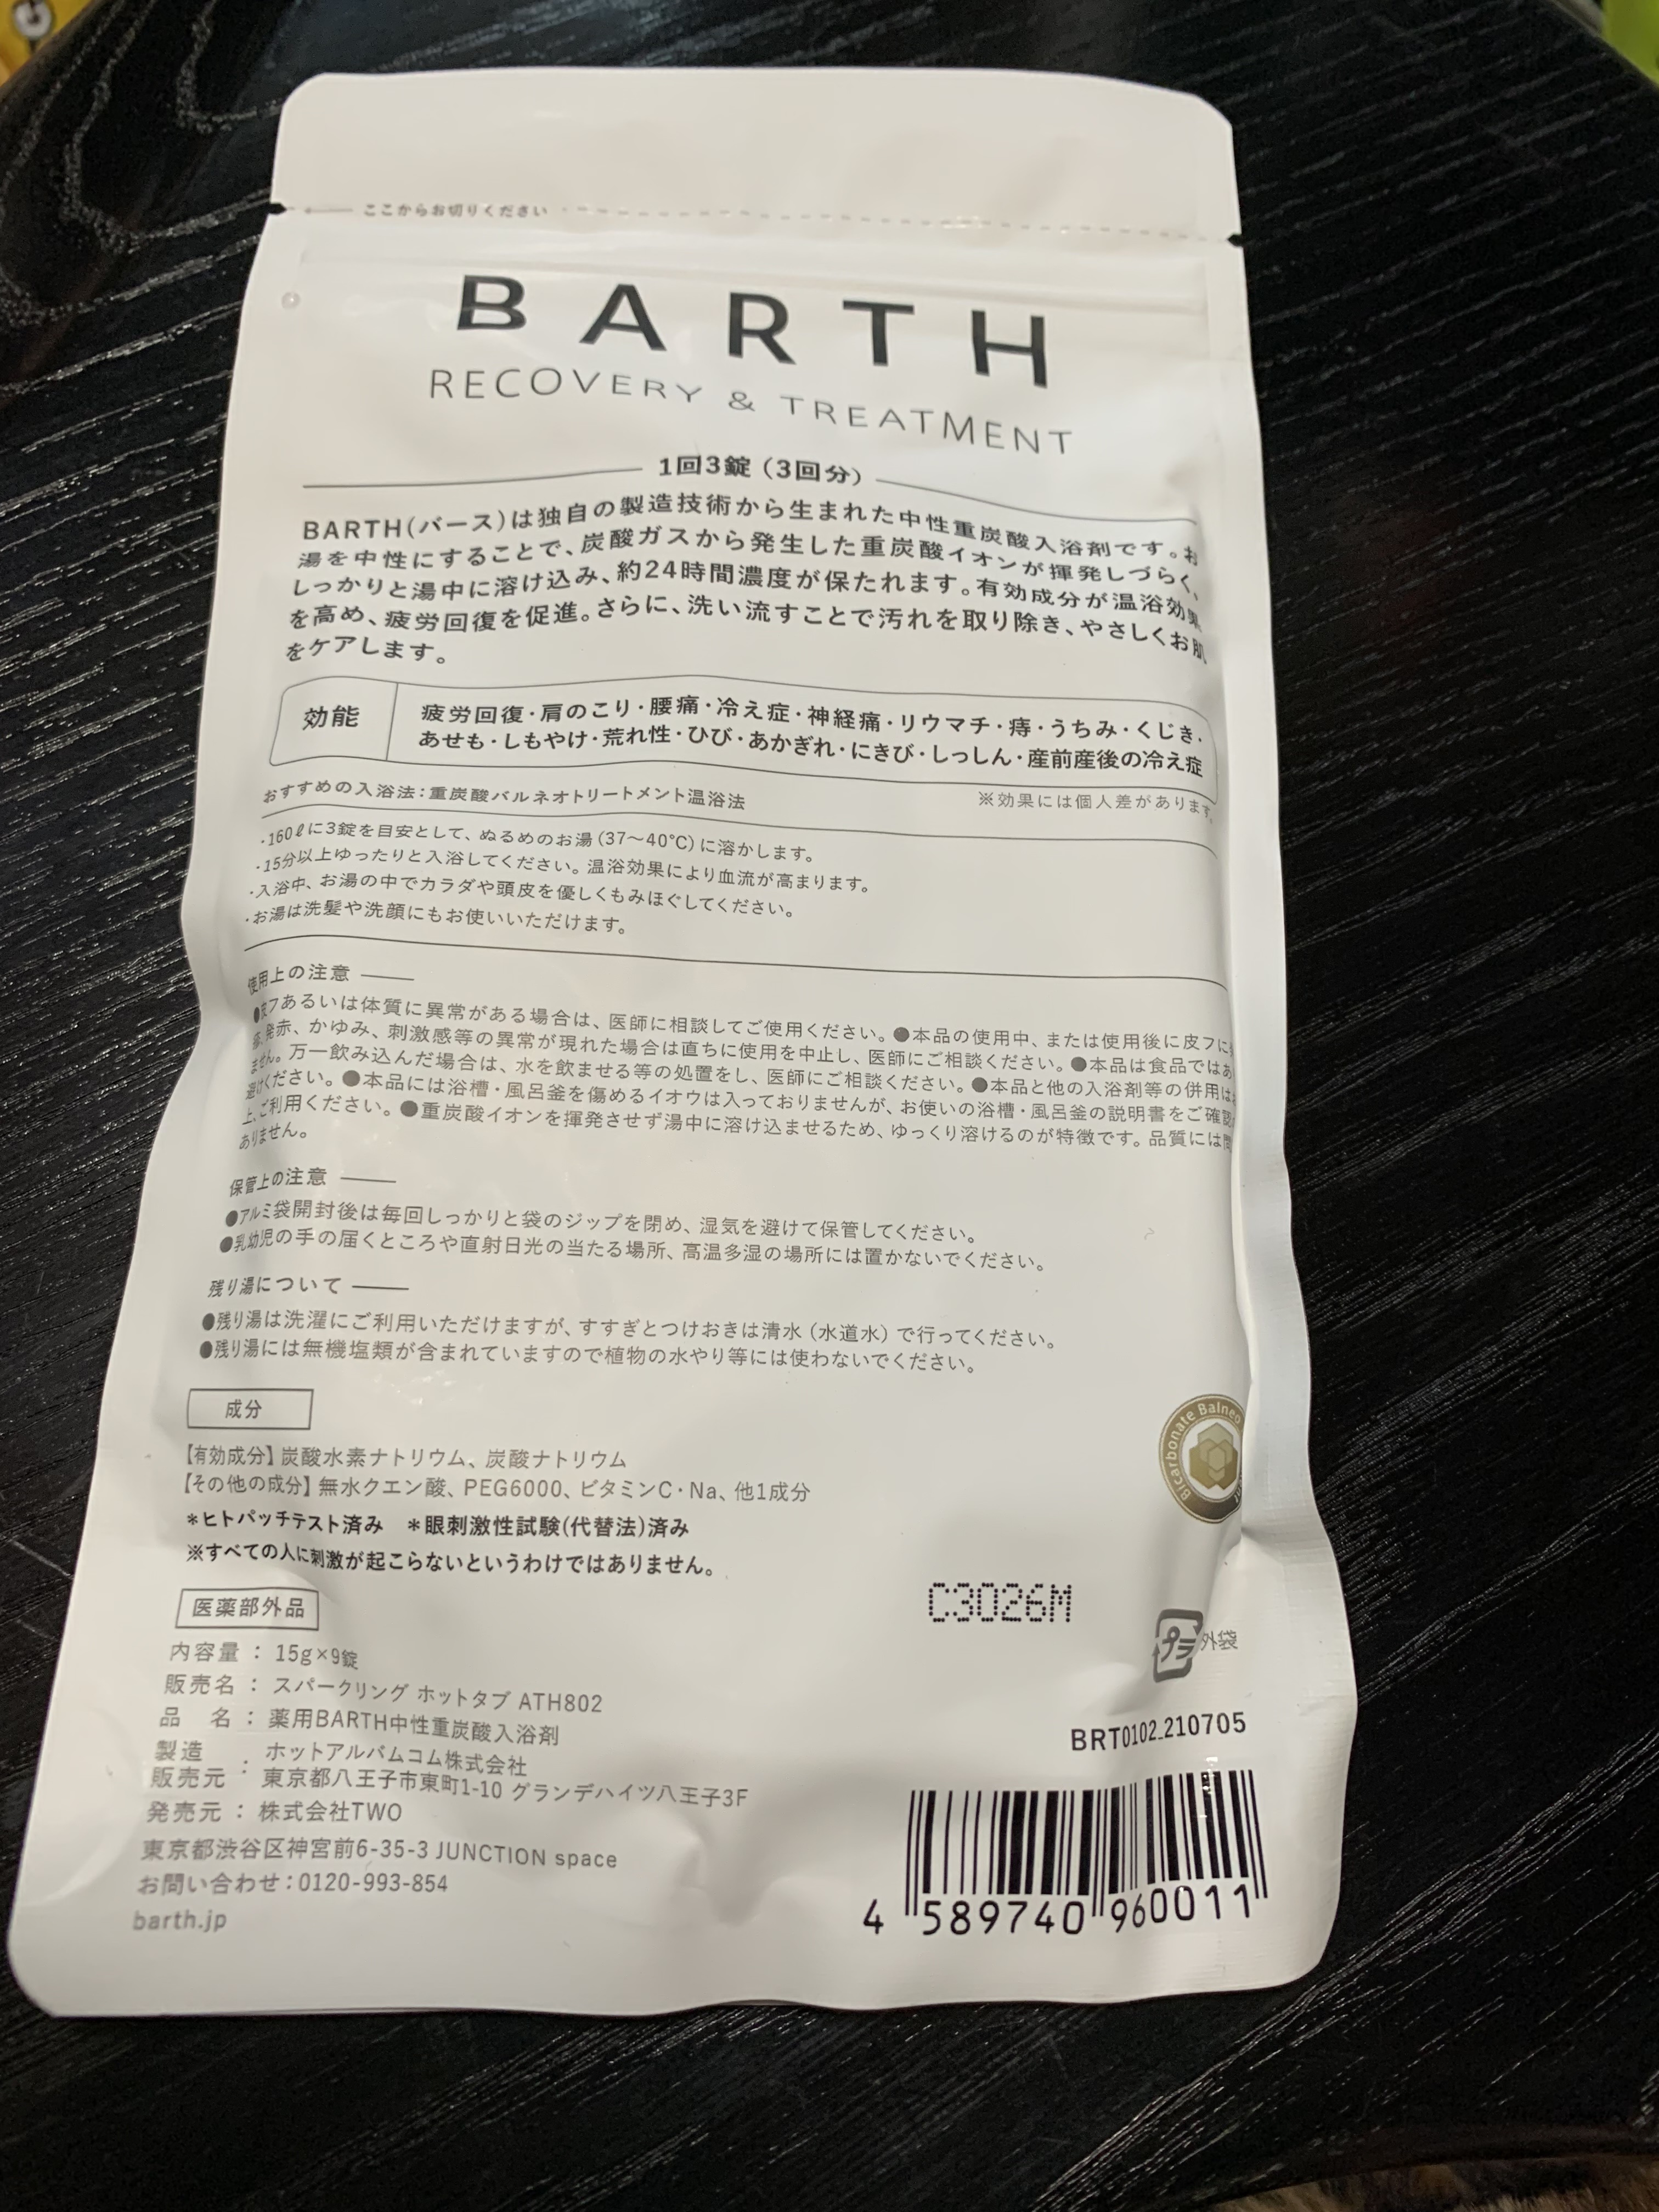 ここからお切りください
BARTH
RECOVERY & TREATMENT
1回3錠（3回分）
BARTH(バース)は独自の製造技術から生まれた中性重炭酸入浴剤です。お
湯を中性にすることで、炭酸ガスから発生した重炭酸イオンが揮発しづらく、
しっかりと湯中に溶け込み、約24時間濃度が保たれます。有効成分が温浴効果
を高め、疲労回復を促進。さらに、洗い流すことで汚れを取り除き、やさしくお肌
をケアします。
効能
疲労回復・肩のこり・腰痛・冷え症・神経痛・リウマチ・痔・うちみ・くじき・
あせも・しもやけ・荒れ性・ひび・あかぎれ・にきび・しっしん・産前産後の冷え症
おすすめの入浴法：重炭酸バルネオトリートメント温浴法
※効果には個人差があります。
・160ℓに3錠を目安として、ぬるめのお湯（37〜40℃）に溶かします。
・15分以上ゆったりと入浴してください。温浴効果により血流が高まります。
・入浴中、お湯の中でカラダや頭皮を優しくもみほぐしてください。
・お湯は洗髪や洗顔にもお使いいただけます。
使用上の注意
●皮フあるいは体質に異常がある場合は、医師に相談してご使用ください。●本品の使用中、または使用後に皮フに
発赤、かゆみ、刺激感等の異常が現れた場合は直ちに使用を中止し、医師にご相談ください。●本品は食品ではあ
ません。万一飲み込んだ場合は、水を飲ませる等の処置をし、医師にご相談ください。●本品と他の入浴剤等の併用は
避けください。●本品には浴槽・風呂釜を傷めるイオウは入っておりませんが、お使いの浴槽・風呂釜の説明書をご確認
上、ご利用ください。●重炭酸イオンを揮発させず湯中に溶け込ませるため、ゆっくり溶けるのが特徴です。品質には
ありません。
保管上の注意
●アルミ袋開封後は毎回しっかりと袋のジップを閉め、湿気を避けて保管してください。
●乳幼児の手の届くところや直射日光の当たる場所、高温多湿の場所には置かないでください。
残り湯について
●残り湯は洗濯にご利用いただけますが、すすぎとつけおきは清水（水道水）で行ってください。
●残り湯には無機塩類が含まれていますので植物の水やり等には使わないでください。
成分
【有効成分】炭酸水素ナトリウム、炭酸ナトリウム
【その他の成分】無水クエン酸、PEG6000、ビタミンC・Na、他1成分
＊ヒトパッチテスト済み　＊眼刺激性試験(代替法)済み
※すべての人に刺激が起こらないというわけではありません。
Bicarbonate Balneo
医薬部外品
C3026M
プラ 外袋
内容量：15g×9錠
販売名：スパークリング ホットタブ ATH802
品　名：薬用BARTH中性重炭酸入浴剤
製造
販売元：ホットアルバムコム株式会社
東京都八王子市東町1-10 グランデハイツ八王子3F
発売元：株式会社TWO
東京都渋谷区神宮前6-35-3 JUNCTION space
お問い合わせ：0120-993-854
barth.jp
BRT0102_210705
4 589740 960011